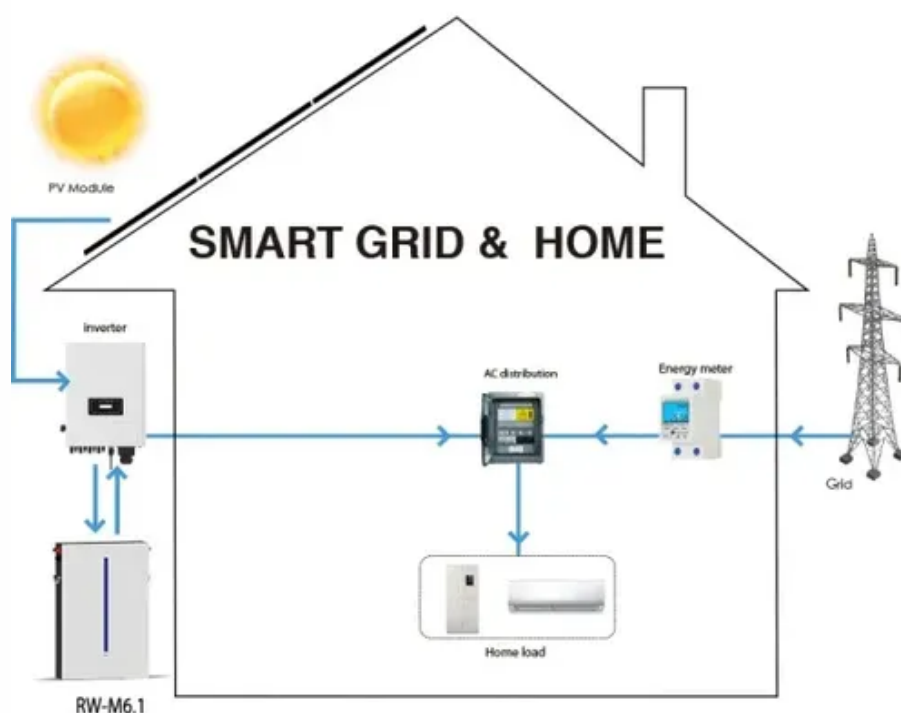 PV Module
SMART GRID & HOME
inverter
AC distribution
Energy meter
Grid
Home load
RW-M6.1